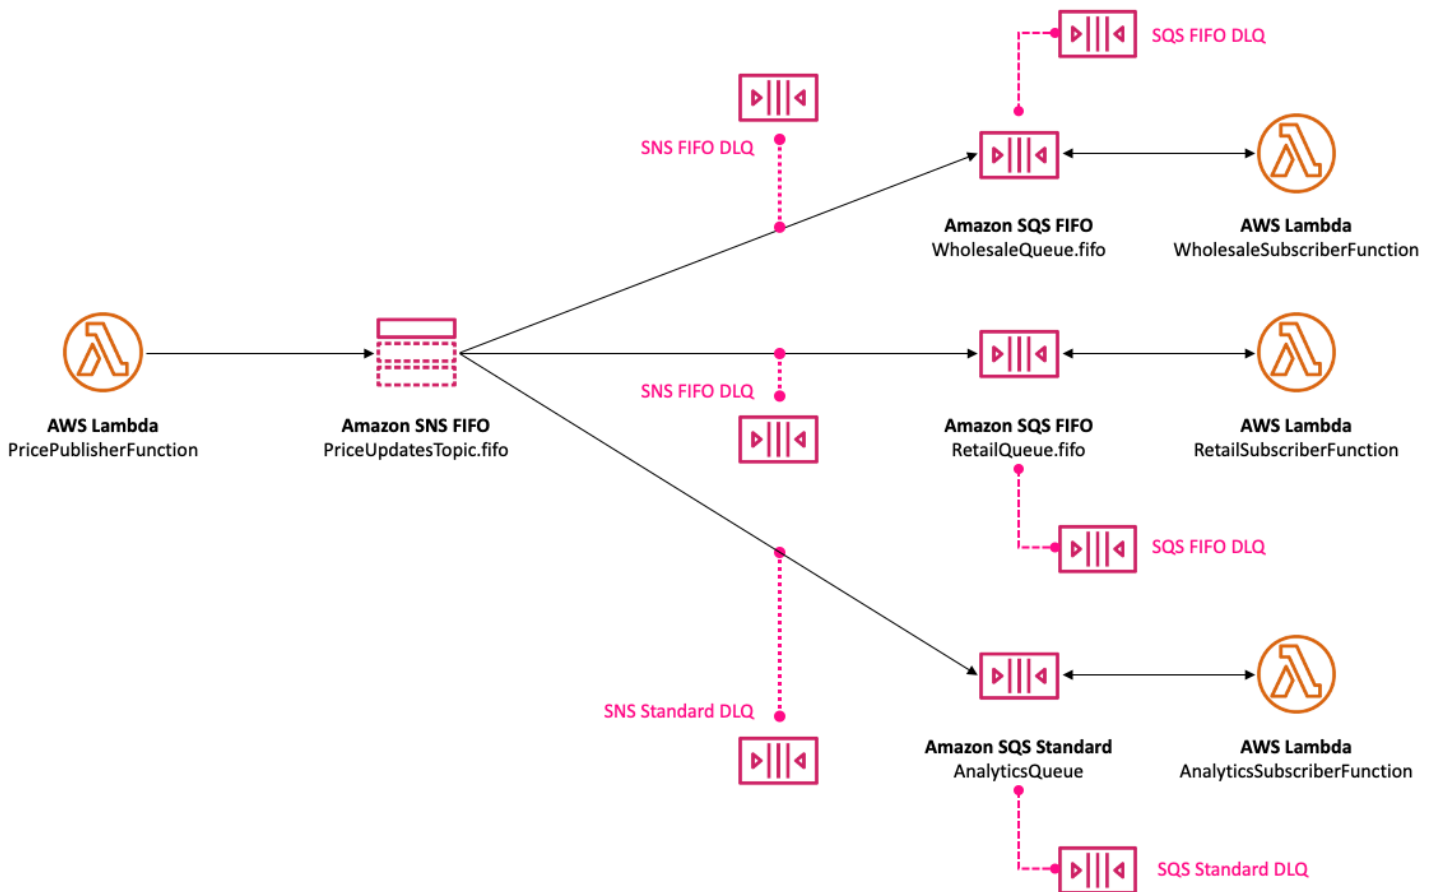 SQS FIFO DLQ
SNS FIFO DLQ
Amazon SQS FIFO
WholesaleQueue.fifo
AWS Lambda
WholesaleSubscriberFunction
AWS Lambda
PricePublisherFunction
Amazon SNS FIFO
PriceUpdatesTopic.fifo
SNS FIFO DLQ
Amazon SQS FIFO
RetailQueue.fifo
AWS Lambda
RetailSubscriberFunction
SQS FIFO DLQ
SNS Standard DLQ
Amazon SQS Standard
AnalyticsQueue
AWS Lambda
AnalyticsSubscriberFunction
SQS Standard DLQ